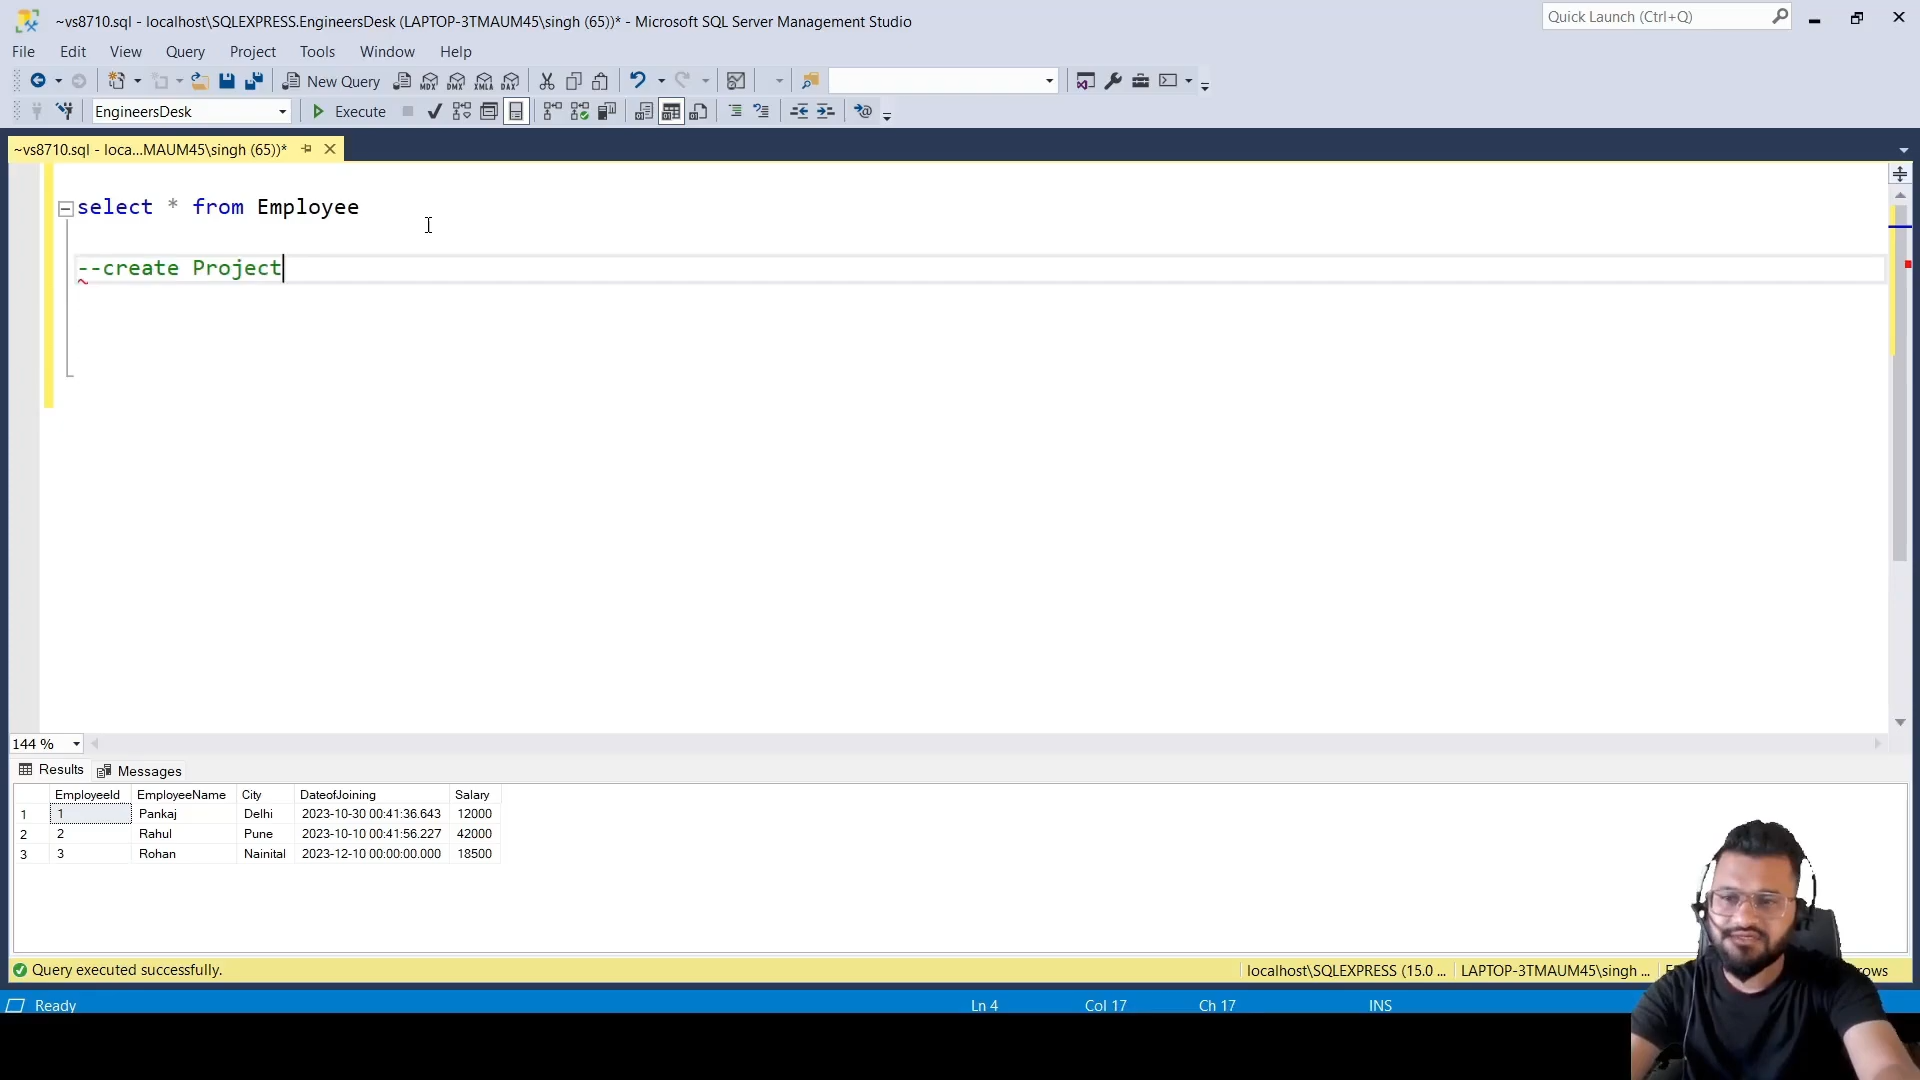 ~vs8710.sql - localhost\SQLEXPRESS.EngineersDesk (LAPTOP-3TMAUM45\singh (65))* - Microsoft SQL Server Management Studio
Quick Launch (Ctrl+Q)
File Edit View Query Project Tools Window Help
New Query MDX DMX XMLA DAX
EngineersDesk Execute
~vs8710.sql - loca...MAUM45\singh (65))*
select * from Employee
--create Project
144 %
Results Messages
EmployeeId EmployeeName City DateofJoining Salary
1 1 Pankaj Delhi 2023-10-30 00:41:36.643 12000
2 2 Rahul Pune 2023-10-10 00:41:56.227 42000
3 3 Rohan Nainital 2023-12-10 00:00:00.000 18500
Query executed successfully.
localhost\SQLEXPRESS (15.0 ... LAPTOP-3TMAUM45\singh ...
Ready Ln 4 Col 17 Ch 17 INS